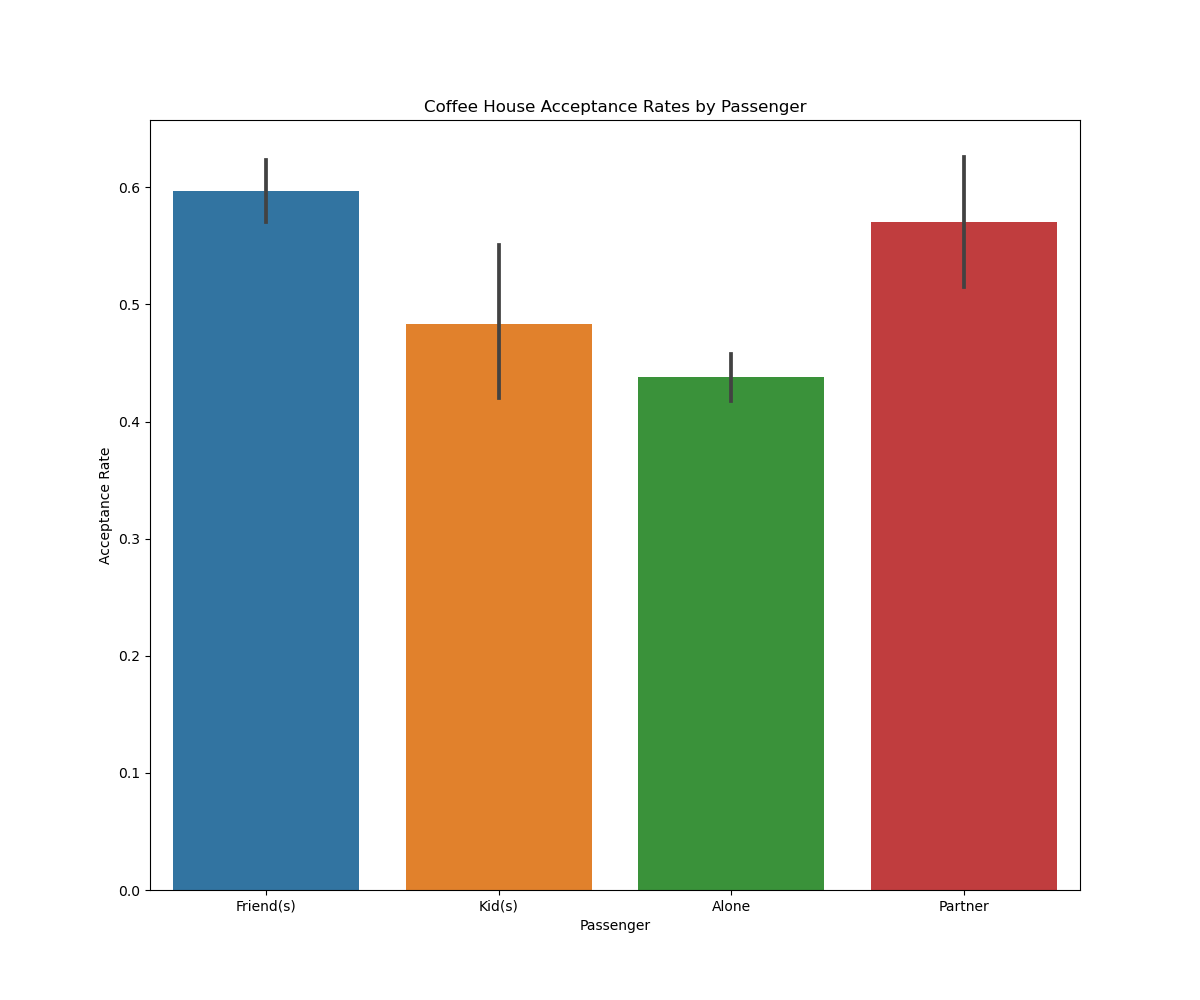 Coffee House Acceptance Rates by Passenger
Acceptance Rate
0.6
0.5
0.4
0.3
0.2
0.1
0.0
Friend(s) Kid(s) Alone Partner
Passenger